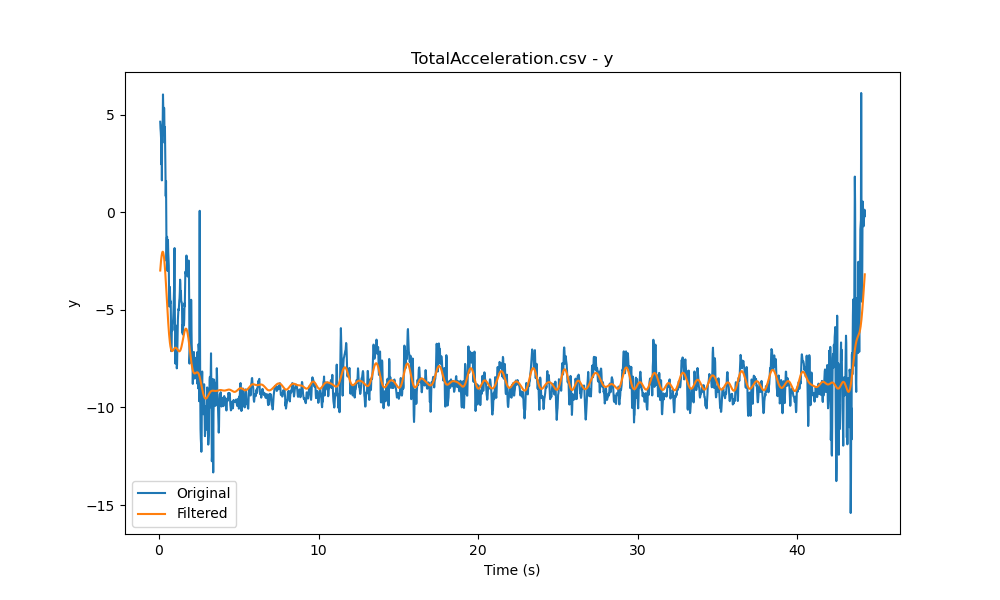 TotalAcceleration.csv - y
5
0
−5
−10
−15
y
Original
Filtered
0 10 20 30 40
Time (s)